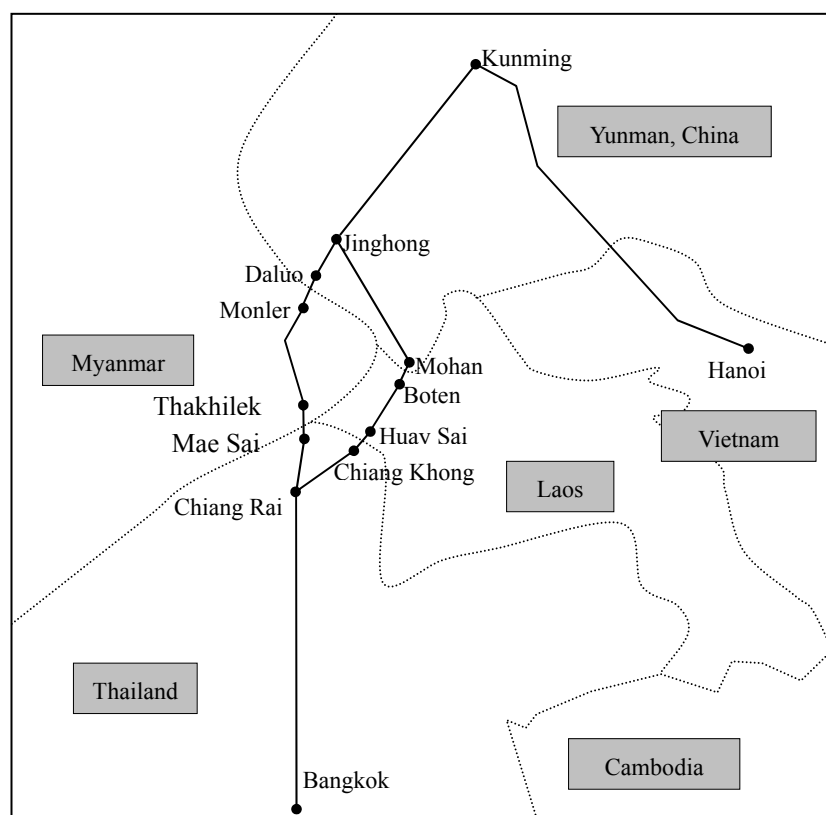 Kunming
Yunman, China
Jinghong
Daluo
Monler
Myanmar
Mohan
Hanoi
Boten
Thakhilek
Mae Sai
Huav Sai
Vietnam
Chiang Khong
Laos
Chiang Rai
Thailand
Cambodia
Bangkok